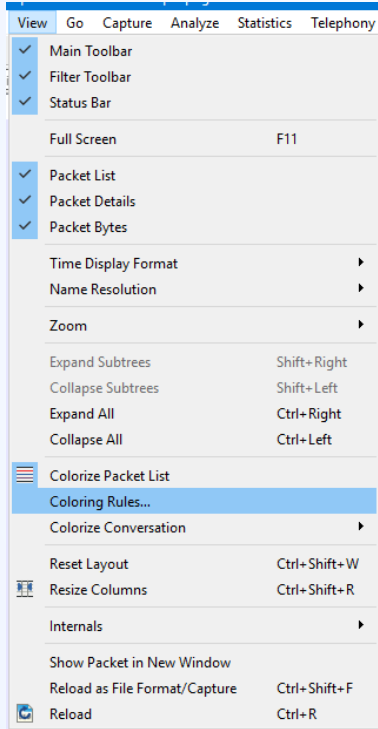 View Go Capture Analyze Statistics Telephony
Main Toolbar
Filter Toolbar
Status Bar
Full Screen F11
Packet List
Packet Details
Packet Bytes
Time Display Format
Name Resolution
Zoom
Expand Subtrees Shift+Right
Collapse Subtrees Shift+Left
Expand All Ctrl+Right
Collapse All Ctrl+Left
Colorize Packet List
Coloring Rules...
Colorize Conversation
Reset Layout Ctrl+Shift+W
Resize Columns Ctrl+Shift+R
Internals
Show Packet in New Window
Reload as File Format/Capture Ctrl+Shift+F
Reload Ctrl+R